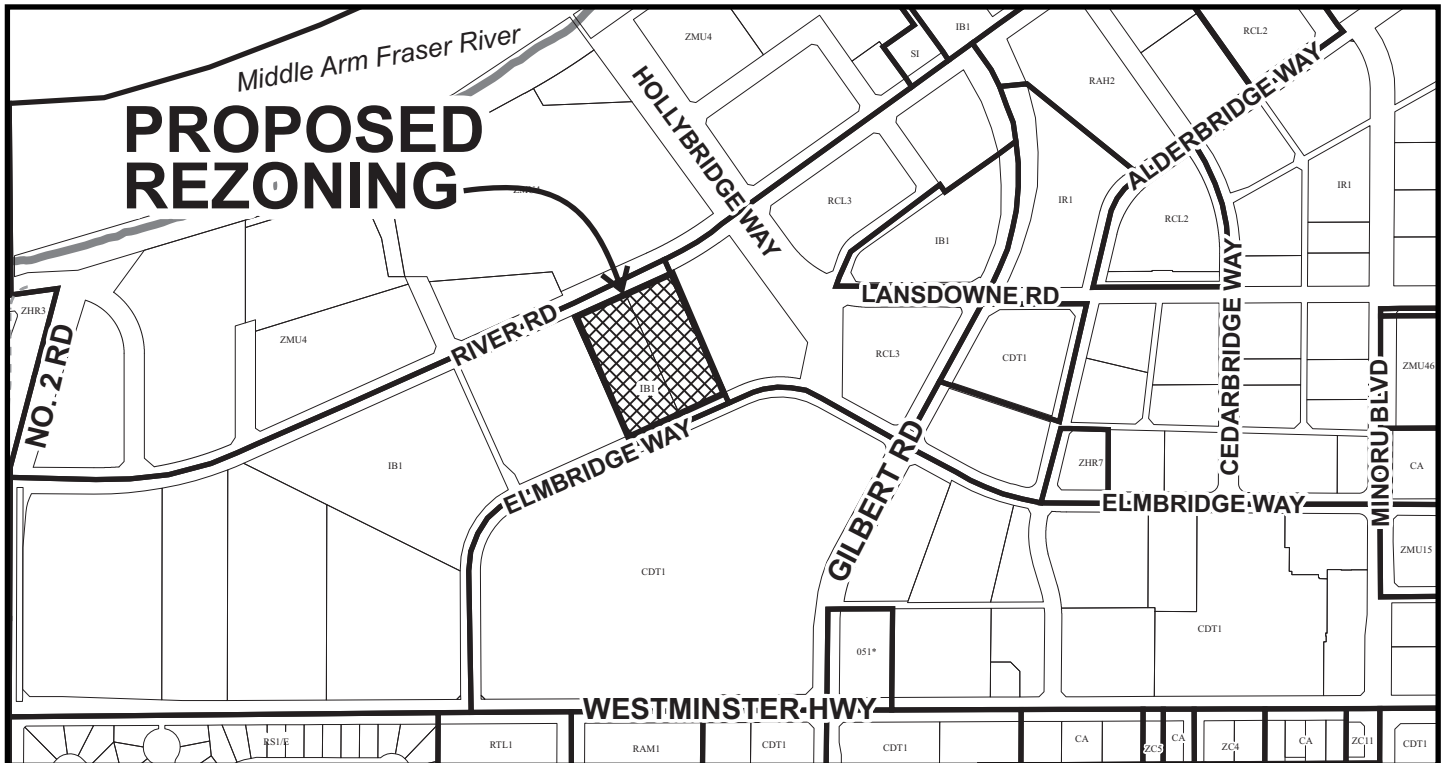 IB1
ZMU4
RCL2
SI
Middle Arm Fraser River
RAH2
HOLLYBRIDGE WAY
ALDERBRIDGE WAY
PROPOSED
REZONING
IR1
RCL3
IR1
RCL2
IB1
LANSDOWNE RD
ZHR3
NO. 2 RD
ZMU4
RIVER RD
RCL3
CDT1
CEDARBRIDGE WAY
MINORU BLVD
ZMU46
IB1
ELMBRIDGE WAY
IB1
GILBERT RD
ZHR7
CA
ELMBRIDGE WAY
ZMU15
CDT1
CDT1
051*
WESTMINSTER HWY
RS1/E
RTL1
RAM1
CDT1
CDT1
CA
ZC5
CA
ZC4
CA
ZC11
CDT1